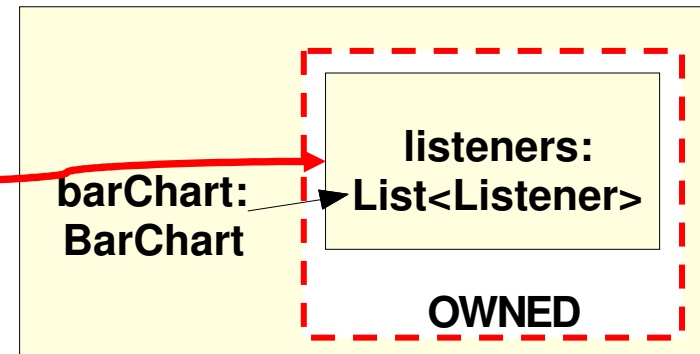 listeners:
List<Listener>
barChart:
BarChart
OWNED